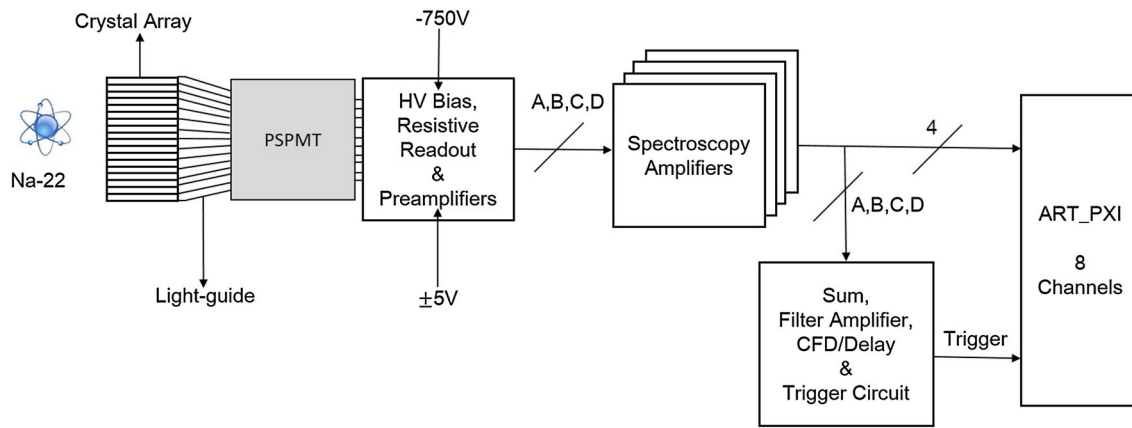 Crystal Array
-750V
Na-22
PSPMT
HV Bias,
Resistive
Readout
&
Preamplifiers
A,B,C,D
Spectroscopy
Amplifiers
4
A,B,C,D
ART_PXI
8
Channels
Light-guide
±5V
Sum,
Filter Amplifier,
CFD/Delay
&
Trigger Circuit
Trigger